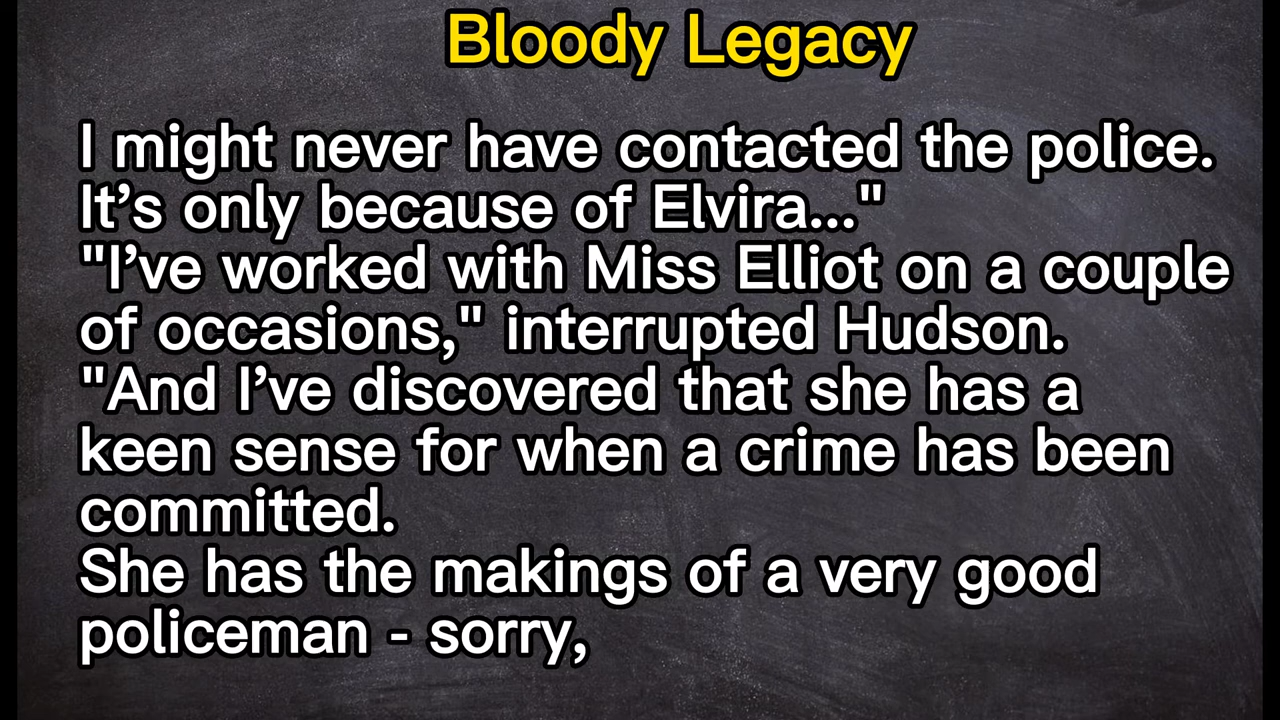 Bloody Legacy
I might never have contacted the police.
It’s only because of Elvira..."
"I’ve worked with Miss Elliot on a couple
of occasions," interrupted Hudson.
"And I’ve discovered that she has a
keen sense for when a crime has been
committed.
She has the makings of a very good
policeman - sorry,